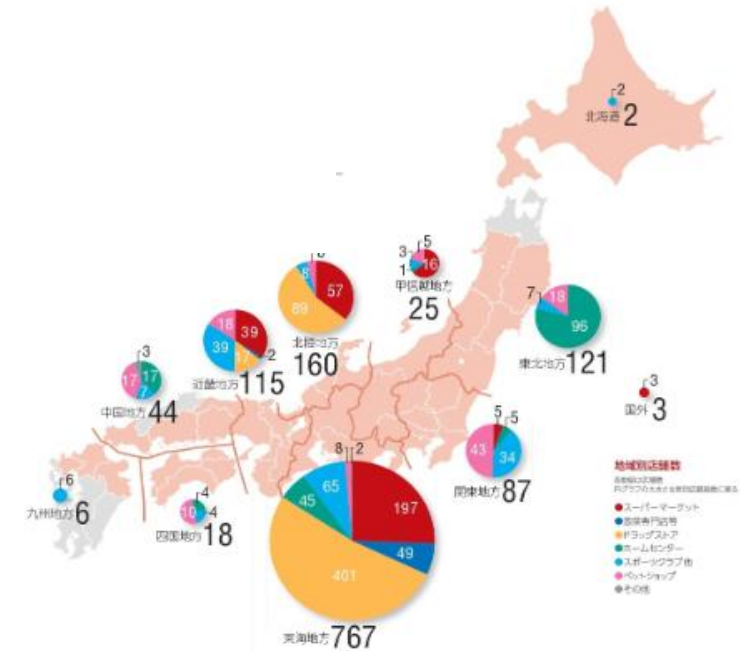 2
北海道 2
3
5
16
1
甲信越地方
25
57
8
89
北陸地方
160
7
18
96
東北地方 121
18
39
39
17
2
近畿地方 115
3
17
17
7
中国地方 44
3
国外 3
5
5
43
34
関東地方 87
6
九州地方 6
4
10
4
四国地方 18
8
2
65
45
197
49
401
東海地方 767
地域別店舗数
スーパーマーケット
ドラッグストア
ホームセンター
スポーツクラブ他
ペットショップ
その他